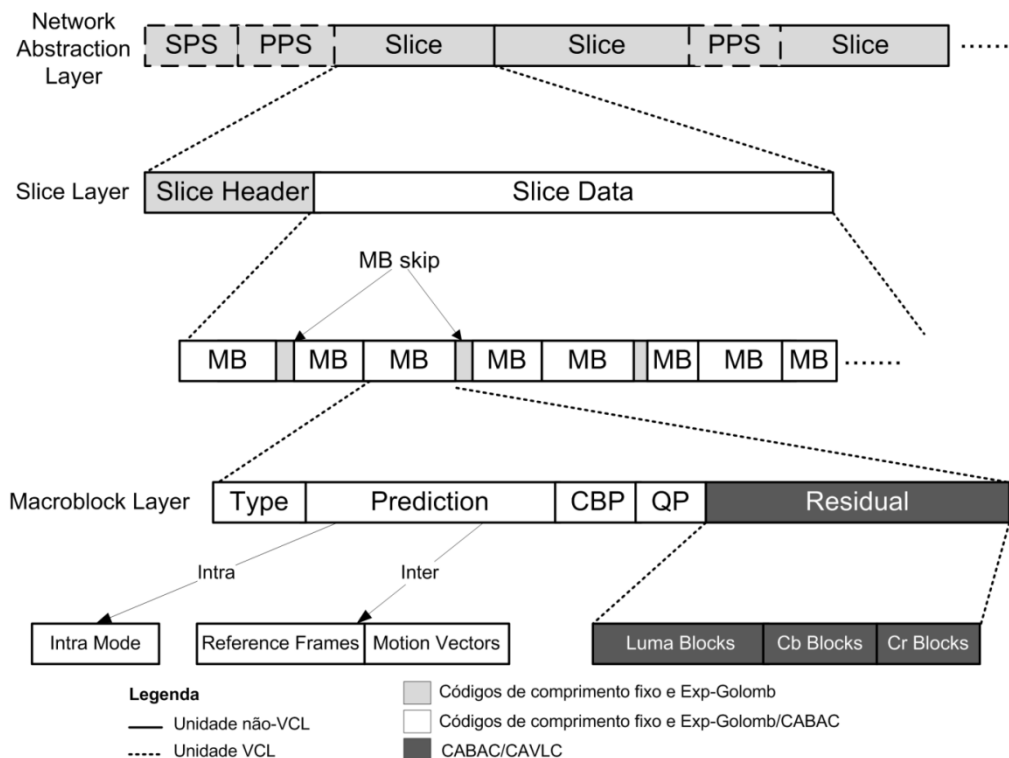 Network
Abstraction
Layer
SPS PPS Slice Slice PPS Slice ......
Slice Layer Slice Header Slice Data
MB skip
MB MB MB MB MB MB MB MB ......
Macroblock Layer Type Prediction CBP QP Residual
Intra Inter
Intra Mode Reference Frames Motion Vectors Luma Blocks Cb Blocks Cr Blocks
Legenda
Unidade não-VCL
Unidade VCL
Códigos de comprimento fixo e Exp-Golomb
Códigos de comprimento fixo e Exp-Golomb/CABAC
CABAC/CAVLC